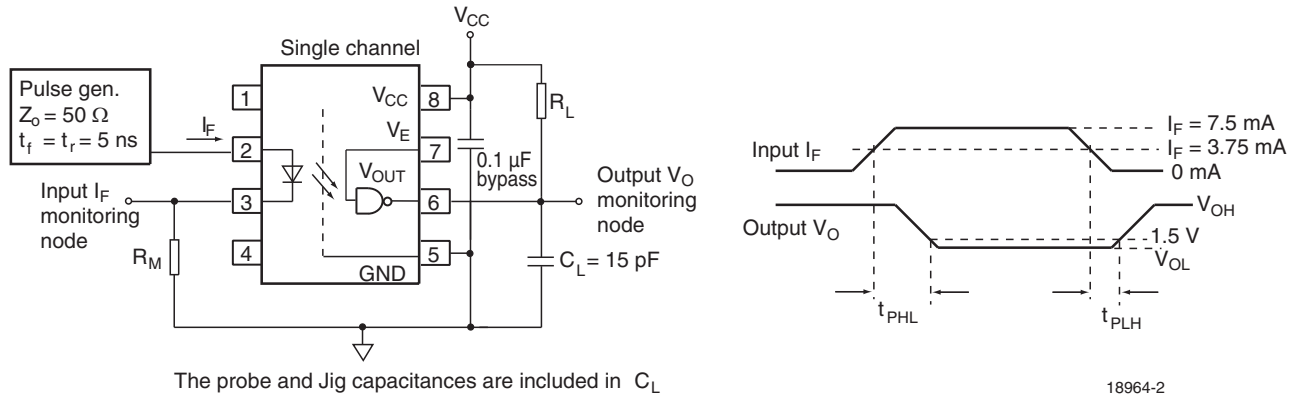 V_CC
Single channel
Pulse gen.
Z_o = 50 Ω
t_f = t_r = 5 ns
I_F
1
2
3
4
V_CC
8
V_E
7
V_OUT
6
GND
5
R_L
0.1 µF
bypass
Input I_F
monitoring
node
R_M
Output V_O
monitoring
node
C_L = 15 pF
The probe and Jig capacitances are included in C_L
Input I_F
I_F = 7.5 mA
I_F = 3.75 mA
0 mA
Output V_O
V_OH
1.5 V
V_OL
t_PHL
t_PLH
18964-2